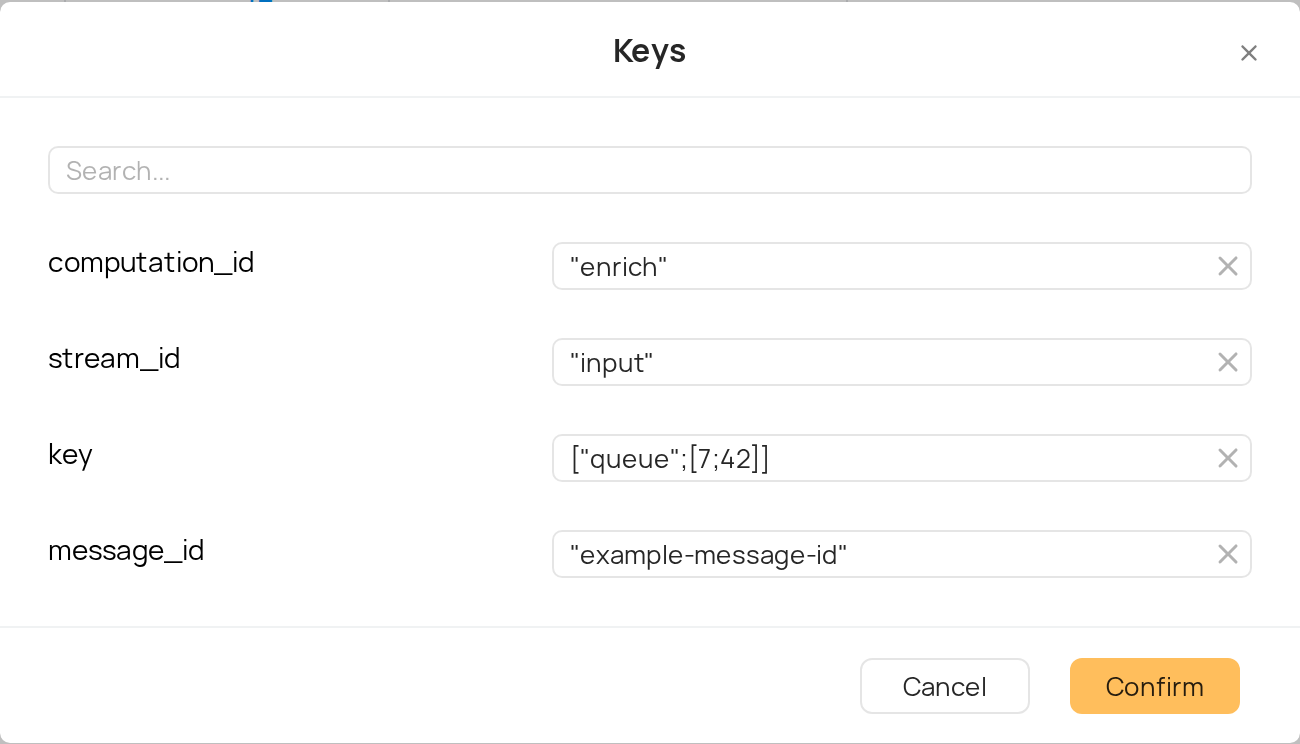 Keys
Search...
computation_id
"enrich"
stream_id
"input"
key
["queue";[7;42]]
message_id
"example-message-id"
Cancel
Confirm